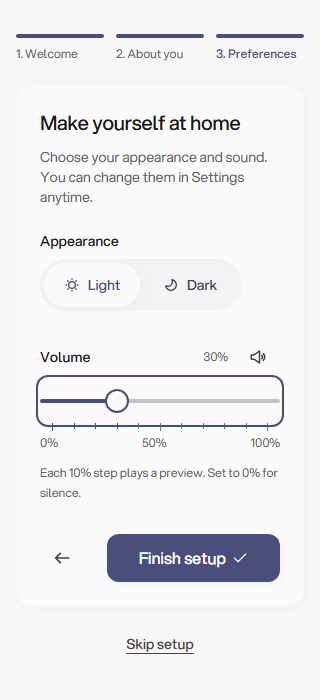 1. Welcome
2. About you
3. Preferences
Make yourself at home
Choose your appearance and sound.
You can change them in Settings
anytime.
Appearance
Light
Dark
Volume
30%
0%
50%
100%
Each 10% step plays a preview. Set to 0% for
silence.
Finish setup
Skip setup